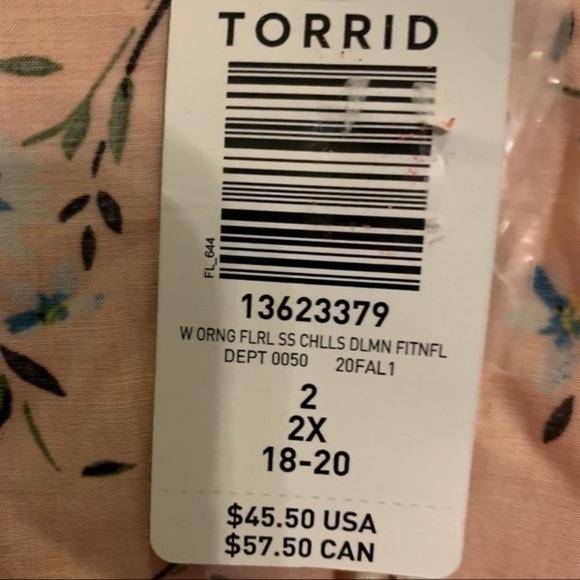 TORRID
FL_644
13623379
W ORNG FLRL SS CHLLS DLMN FITNFL
DEPT 0050 20FAL1
2
2X
18-20
$45.50 USA
$57.50 CAN